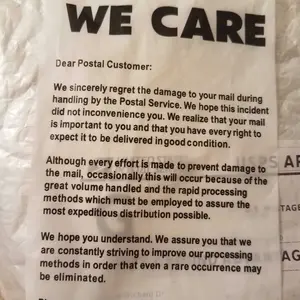 WE CARE
Dear Postal Customer:
We sincerely regret the damage to your mail during
handling by the Postal Service. We hope this incident
did not inconvenience you. We realize that your mail
is important to you and that you have every right to
expect it to be delivered in good condition.
USPS
Although every effort is made to prevent damage to
the mail, occasionally this will occur because of the
great volume handled and the rapid processing
methods which must be employed to assure the
most expeditious distribution possible.
We hope you understand. We assure you that we
are constantly striving to improve our processing
methods in order that even a rare occurrence may
be eliminated.